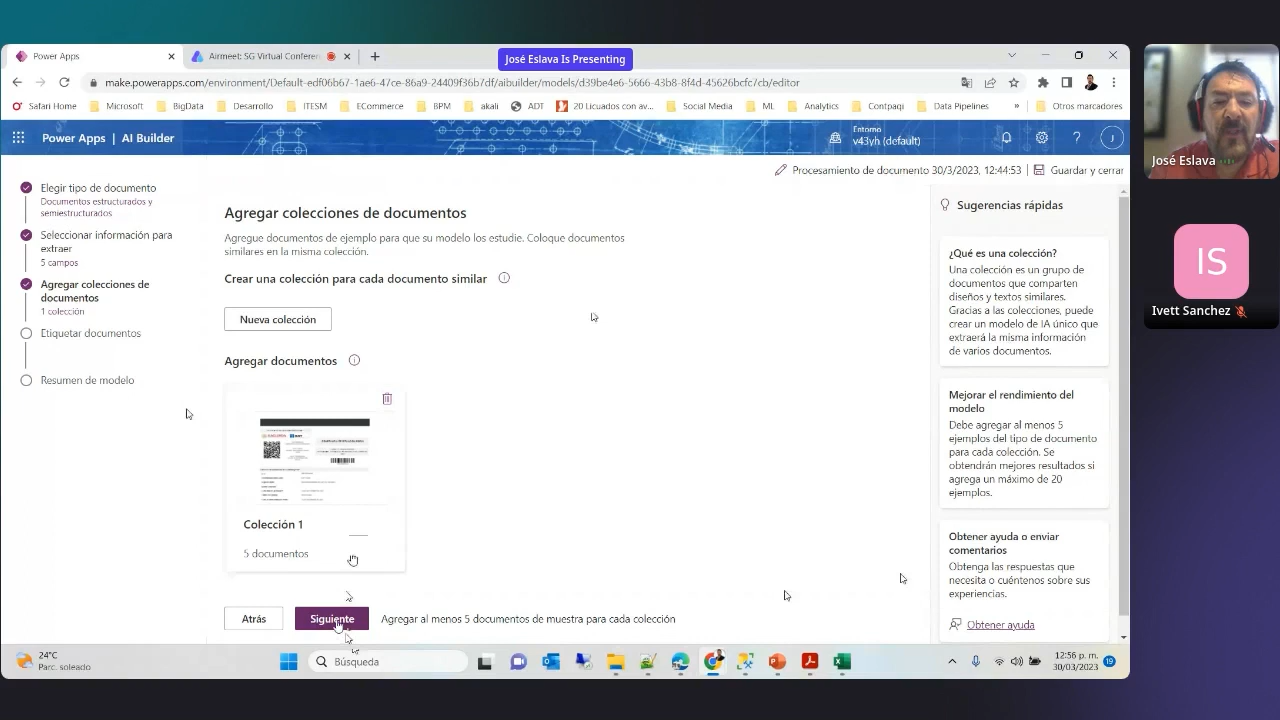 Power Apps
Airmeet: SG Virtual Conferen
José Eslava Is Presenting
make.powerapps.com/environment/Default-edf06b67-1ae6-47ce-86a9-24409f36b7df/aibuilder/models/d39be4e6-5666-43b8-8f4d-45626bcfc7cb/editor
Safari Home
Microsoft
BigData
Desarrollo
ITESM
ECommerce
BPM
akali
ADT
20 Licuados con av...
Social Media
ML
Analytics
Contpaqi
Data Pipelines
»
Otros marcadores
Power Apps | AI Builder
Entorno
v43yh (default)
?
J
Procesamiento de documento 30/3/2023, 12:44:53
Guardar y cerrar
Elegir tipo de documento
Documentos estructurados y
semiestructurados
Seleccionar información para
extraer
5 campos
Agregar colecciones de
documentos
1 colección
Etiquetar documentos
Resumen de modelo
Agregar colecciones de documentos
Agregue documentos de ejemplo para que su modelo los estudie. Coloque documentos
similares en la misma colección.
Crear una colección para cada documento similar
Nueva colección
Agregar documentos
Colección 1
5 documentos
Atrás
Siguiente
Agregar al menos 5 documentos de muestra para cada colección
Sugerencias rápidas
¿Qué es una colección?
Una colección es un grupo de
documentos que comparten
diseños y textos similares.
Gracias a las colecciones, puede
crear un modelo de IA único que
extraerá la misma información
de varios documentos.
Mejorar el rendimiento del
modelo
al menos 5
para cada colección. Se
mejores resultados si
máximo de 20
Obtener ayuda o enviar
comentarios
Obtenga las respuestas que
necesita o cuéntenos sobre sus
experiencias.
Obtener ayuda
24°C
Parc. soleado
Búsqueda
12:56 p. m.
30/03/2023
19
José Eslava
IS
Ivett Sanchez